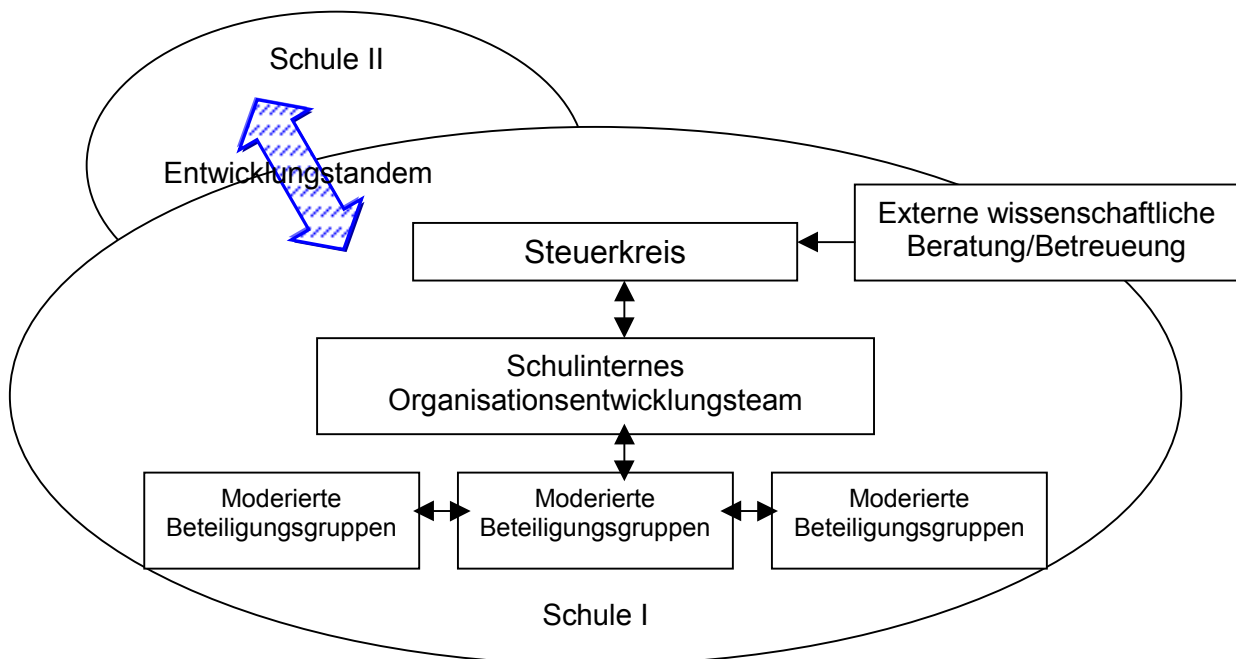 Schule II
Entwicklungstandem
Externe wissenschaftliche
Beratung/Betreueung
Steuerkreis
Schulinternes
Organisationsentwicklungsteam
Moderierte
Beteiligungsgruppen
Moderierte
Beteiligungsgruppen
Moderierte
Beteiligungsgruppen
Schule I